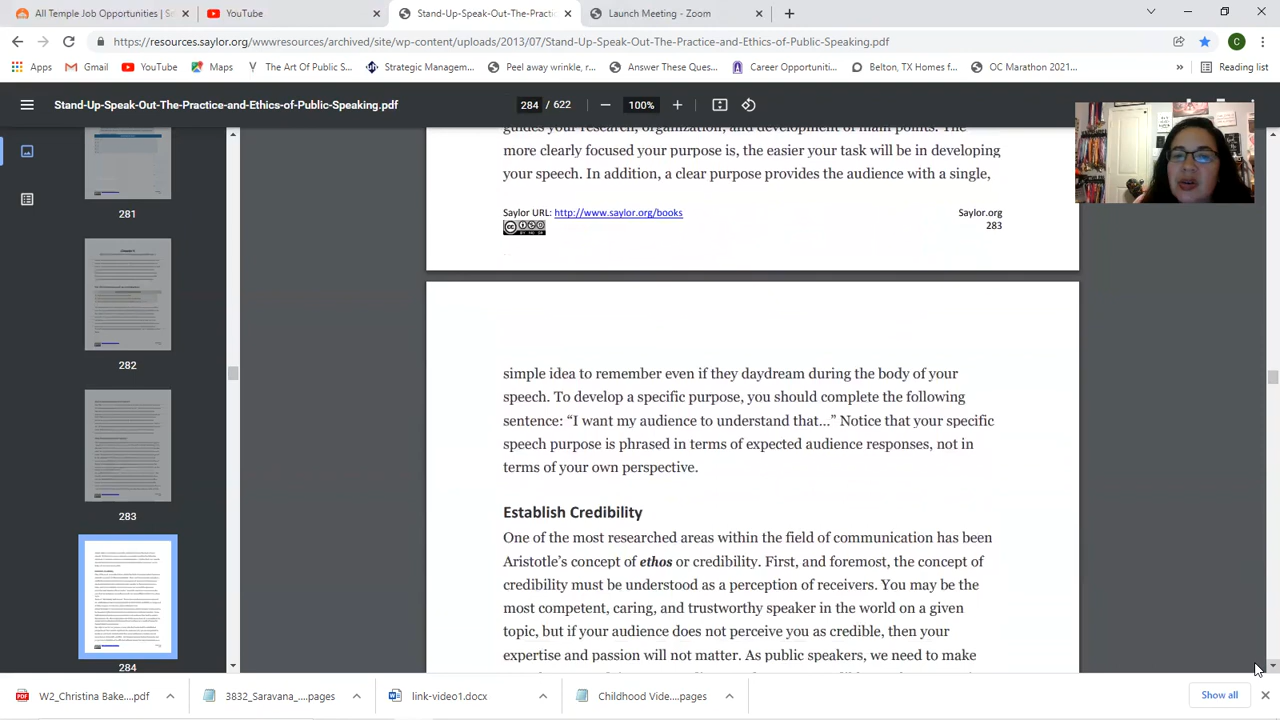 All Temple Job Duties | S
YouTube
Stand-Up-Speak-Out-The-Practic
Launch Meeting - Zoom
https://resources.saylor.org/wwwresources/archived/site/wp-content/uploads/2013/07/Stand-Up-Speak-Out-The-Practice-and-Ethics-of-Public-Speaking.pdf
C
Apps
Gmail
YouTube
Maps
The Art Of Public S...
Strategic Managem...
Peel away wrinkle, r...
Answer These Ques...
Career Opportuniti...
Belton, TX Homes f...
OC Marathon 2021...
»
Reading list
Stand-Up-Speak-Out-The-Practice-and-Ethics-of-Public-Speaking.pdf
284 / 622
100%
281
282
283
284
guides your research, organization, and development of main points. The
more clearly focused your purpose is, the easier your task will be in developing
your speech. In addition, a clear purpose provides the audience with a single,
Saylor URL: http://www.saylor.org/books
Saylor.org
283
simple idea to remember even if they daydream during the body of your
speech. To develop a specific purpose, you should complete the following
sentence: “I want my audience to understand that…” Notice that your specific
speech purpose is phrased in terms of expected audience responses, not in
terms of your own perspective.
Establish Credibility
One of the most researched areas within the field of communication has been
Aristotle’s concept of ethos or credibility. First, and foremost, the concept of
credibility must be understood as a perception of receivers. You may be the
most competent, caring, and trustworthy speaker in the world on a given
topic, but if your audience does not perceive you as credible, then your
expertise and passion will not matter. As public speakers, we need to make
W2_Christina Bake....pdf
3832_Saravana_....pages
link-video1.docx
Childhood Vide....pages
Show all